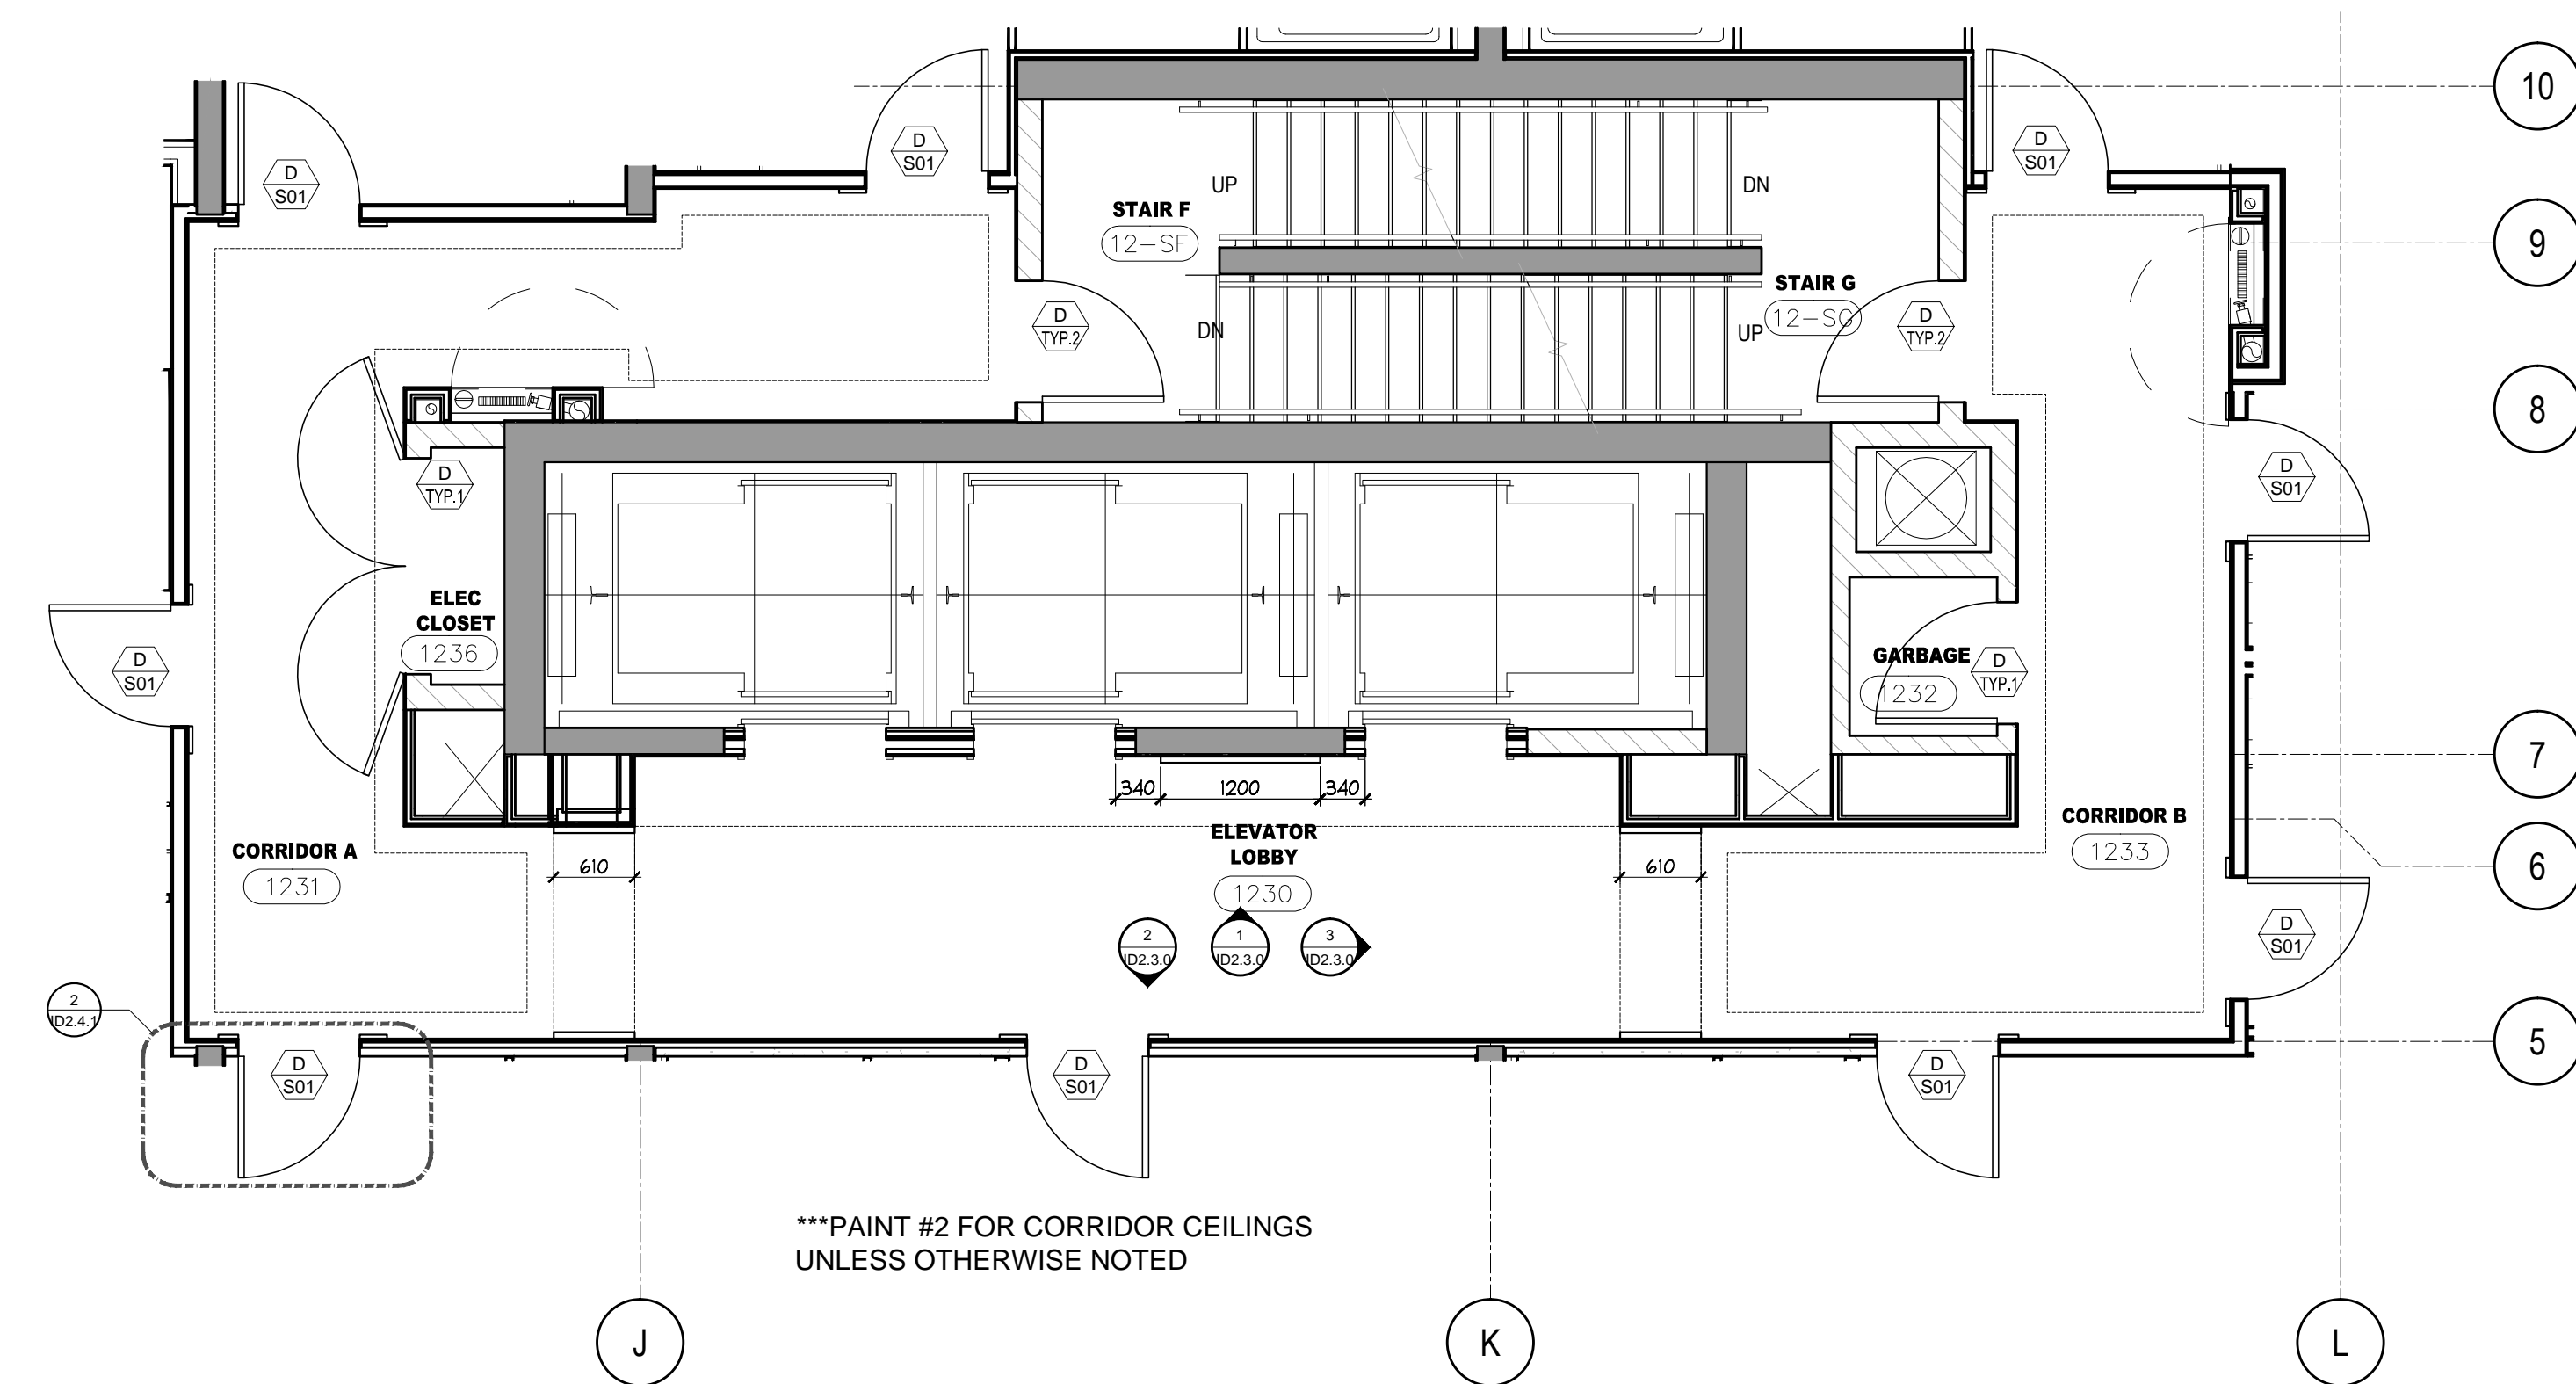 10
D
S01
D
S01
D
S01
UP
DN
STAIR F
12-SF
9
STAIR G
12-SG
D
TYP.2
DN
UP
D
TYP.2
8
D
TYP.1
D
S01
ELEC
CLOSET
1236
D
S01
GARBAGE
1232
D
TYP.1
7
340
1200
340
CORRIDOR A
1231
610
ELEVATOR
LOBBY
1230
610
CORRIDOR B
1233
6
2
ID2.3.0
1
ID2.3.0
3
ID2.3.0
D
S01
2
ID2.4.1
5
D
S01
D
S01
D
S01
***PAINT #2 FOR CORRIDOR CEILINGS
UNLESS OTHERWISE NOTED
J
K
L